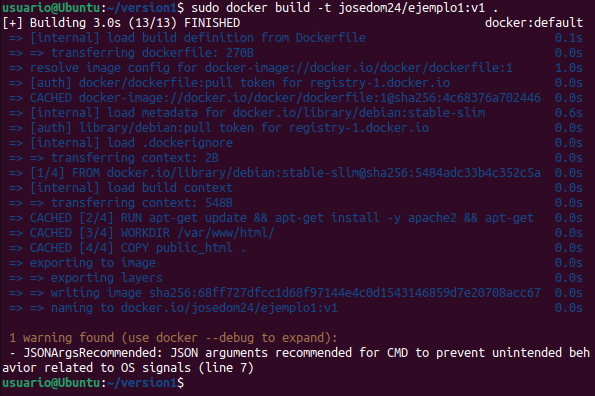 usuario@Ubuntu:~/version1$ sudo docker build -t josedom24/ejemplo1:v1 .
[+] Building 3.0s (13/13) FINISHED docker:default
=> [internal] load build definition from Dockerfile 0.1s
=> => transferring dockerfile: 270B 0.0s
=> resolve image config for docker-image://docker.io/docker/dockerfile:1 1.0s
=> [auth] docker/dockerfile:pull token for registry-1.docker.io 0.0s
=> CACHED docker-image://docker.io/docker/dockerfile:1@sha256:4c68376a702446 0.0s
=> [internal] load metadata for docker.io/library/debian:stable-slim 0.6s
=> [auth] library/debian:pull token for registry-1.docker.io 0.0s
=> [internal] load .dockerignore 0.0s
=> => transferring context: 2B 0.0s
=> [1/4] FROM docker.io/library/debian:stable-slim@sha256:5484adc33b4c352c5a 0.0s
=> [internal] load build context 0.0s
=> => transferring context: 548B 0.0s
=> CACHED [2/4] RUN apt-get update && apt-get install -y apache2 && apt-get 0.0s
=> CACHED [3/4] WORKDIR /var/www/html/ 0.0s
=> CACHED [4/4] COPY public_html . 0.0s
=> exporting to image 0.0s
=> => exporting layers 0.0s
=> => writing image sha256:68ff727dfcc1d68f97144e4c0d1543146859d7e20708acc67 0.0s
=> => naming to docker.io/josedom24/ejemplo1:v1 0.0s
1 warning found (use docker --debug to expand):
- JSONArgsRecommended: JSON arguments recommended for CMD to prevent unintended beh
avior related to OS signals (line 7)
usuario@Ubuntu:~/version1$